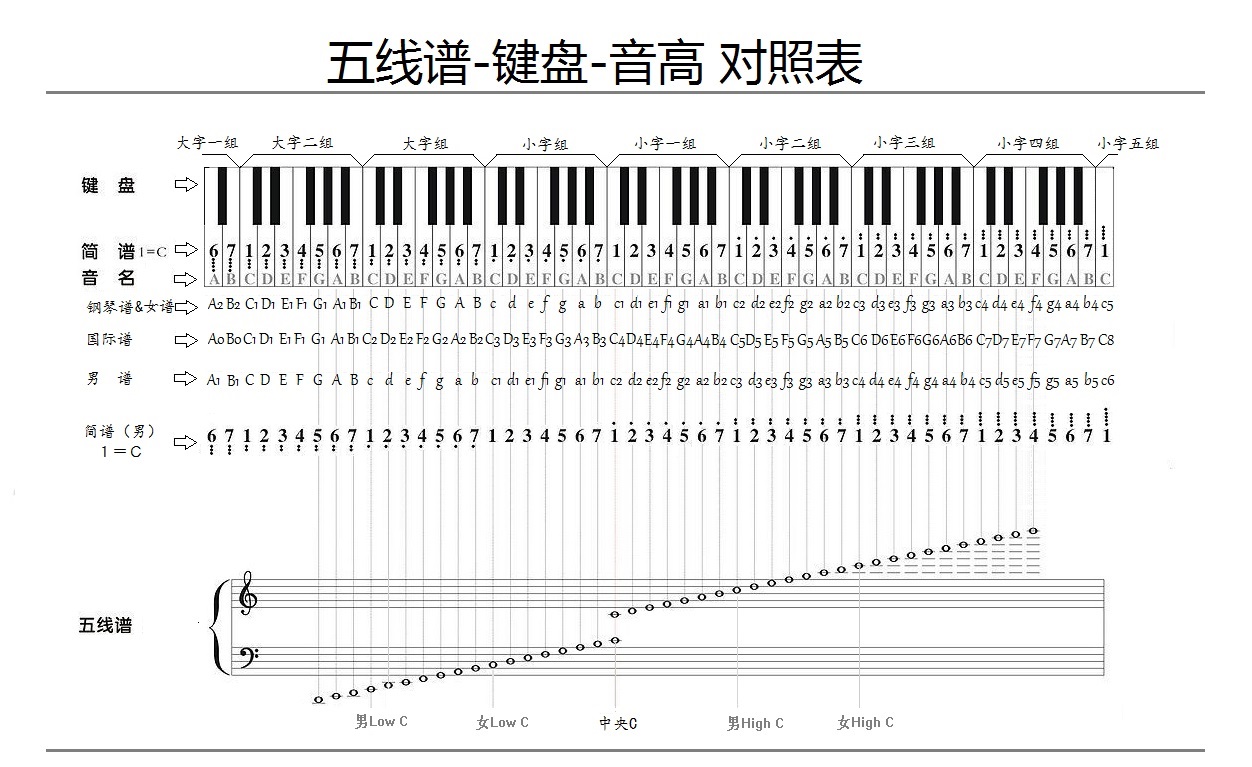 五线谱-键盘-音高 对照表
大字一组 大字二组 大字组 小字组 小字一组 小字二组 小字三组 小字四组 小字五组
键 盘
简 谱 1=C 6 7 1 2 3 4 5 6 7 1 2 3 4 5 6 7 1 2 3 4 5 6 7 1 2 3 4 5 6 7 1 2 3 4 5 6 7 1 2 3 4 5 6 7 1 2 3 4 5 6 7 1
音 名 A B C D E F G A B C D E F G A B C D E F G A B C D E F G A B C D E F G A B C D E F G A B C D E F G A B C
钢琴谱&女谱 A2 B2 C1 D1 E1 F1 G1 A1 B1 C D E F G A B c d e f g a b c1 d1 e1 f1 g1 a1 b1 c2 d2 e2 f2 g2 a2 b2 c3 d3 e3 f3 g3 a3 b3 c4 d4 e4 f4 g4 a4 b4 c5
国际谱 A0 B0 C1 D1 E1 F1 G1 A1 B1 C2 D2 E2 F2 G2 A2 B2 C3 D3 E3 F3 G3 A3 B3 C4 D4 E4 F4 G4 A4 B4 C5 D5 E5 F5 G5 A5 B5 C6 D6 E6 F6 G6 A6 B6 C7 D7 E7 F7 G7 A7 B7 C8
男 谱 A1 B1 C D E F G A B c d e f g a b c1 d1 e1 f1 g1 a1 b1 c2 d2 e2 f2 g2 a2 b2 c3 d3 e3 f3 g3 a3 b3 c4 d4 e4 f4 g4 a4 b4 c5 d5 e5 f5 g5 a5 b5 c6
简谱（男） 6 7 1 2 3 4 5 6 7 1 2 3 4 5 6 7 1 2 3 4 5 6 7 1 2 3 4 5 6 7 1 2 3 4 5 6 7 1 2 3 4 5 6 7 1 2 3 4 5 6 7 1
1＝C
五线谱
男Low C 女Low C 中央C 男High C 女High C